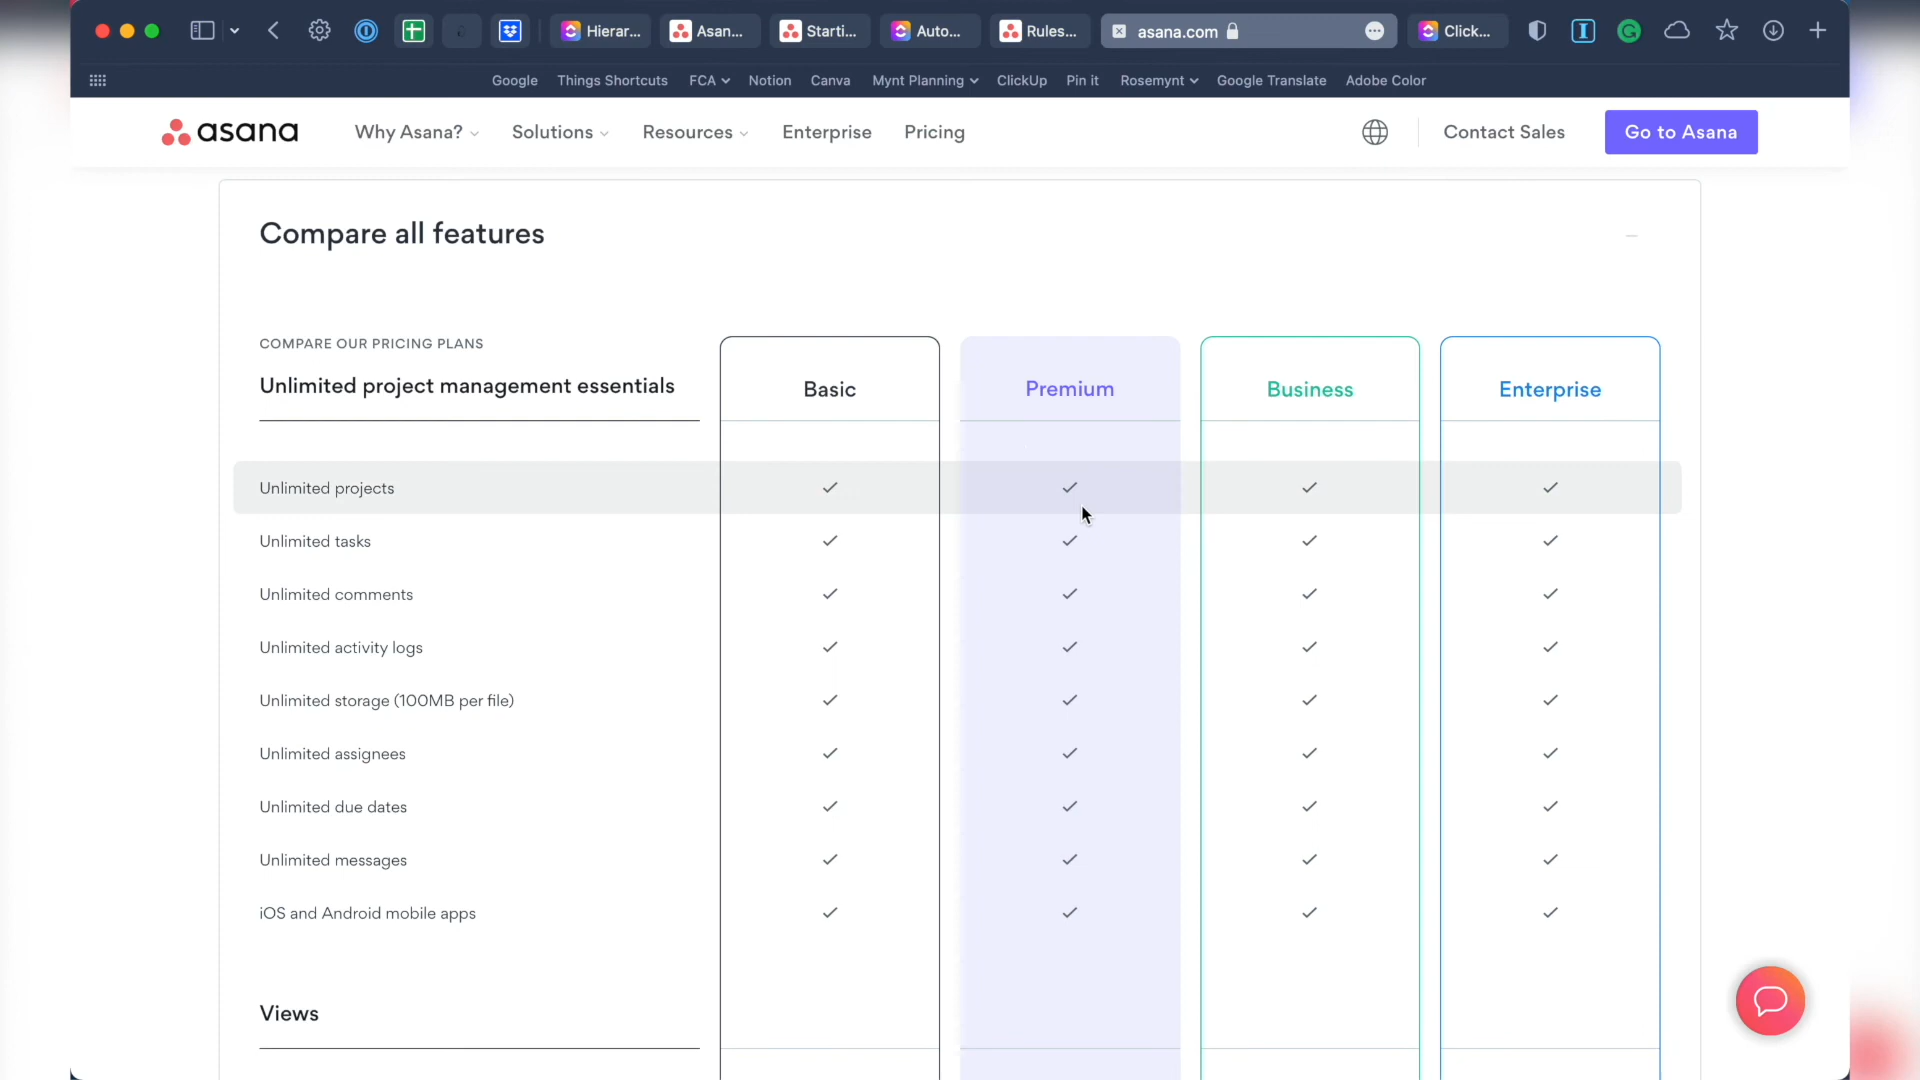 Hierar...
Asan...
Starti...
Auto...
Rules...
asana.com
Click...
Google
Things Shortcuts
FCA
Notion
Canva
Mynt Planning
ClickUp
Pin it
Rosemynt
Google Translate
Adobe Color
asana
Why Asana?
Solutions
Resources
Enterprise
Pricing
Contact Sales
Go to Asana
Compare all features
COMPARE OUR PRICING PLANS
Unlimited project management essentials
Basic
Premium
Business
Enterprise
Unlimited projects
Unlimited tasks
Unlimited comments
Unlimited activity logs
Unlimited storage (100MB per file)
Unlimited assignees
Unlimited due dates
Unlimited messages
iOS and Android mobile apps
Views